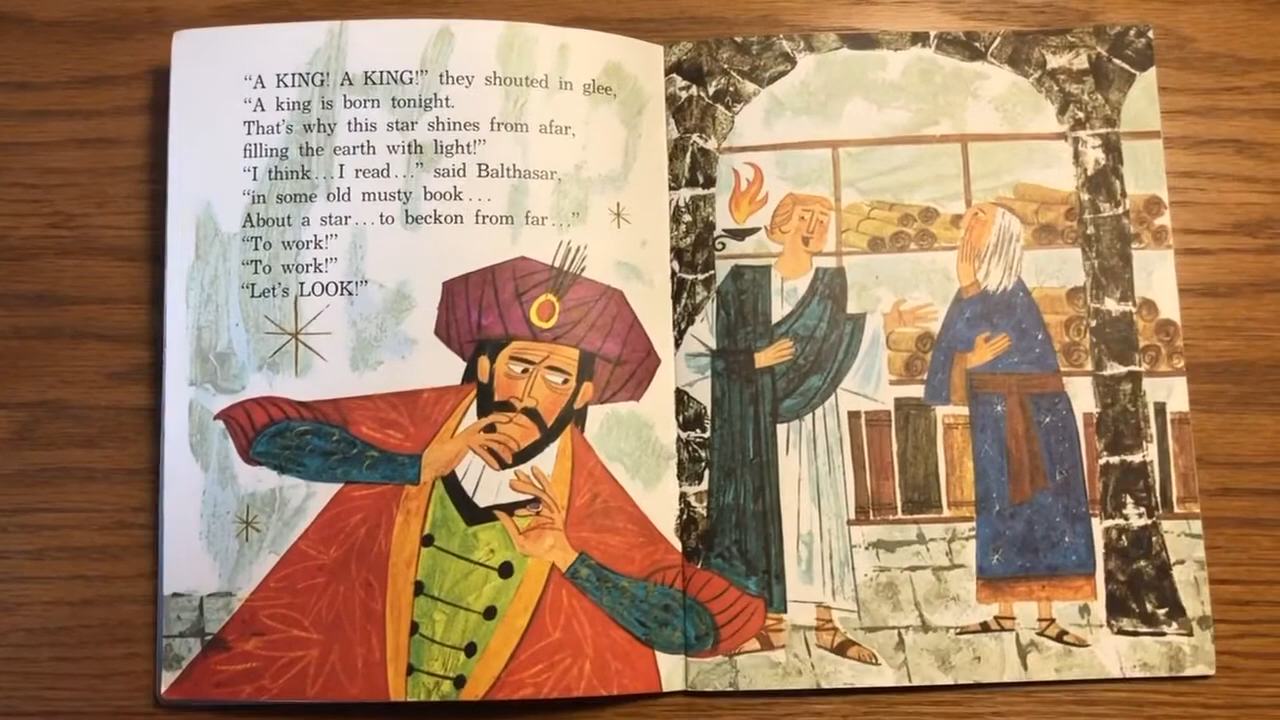 “A KING! A KING!” they shouted in glee,
“A king is born tonight.
That’s why this star shines from afar,
filling the earth with light!”
“I think...I read...” said Balthasar,
“in some old musty book...
About a star...to beckon from far...”
“To work!”
“To work!”
“Let’s LOOK!”